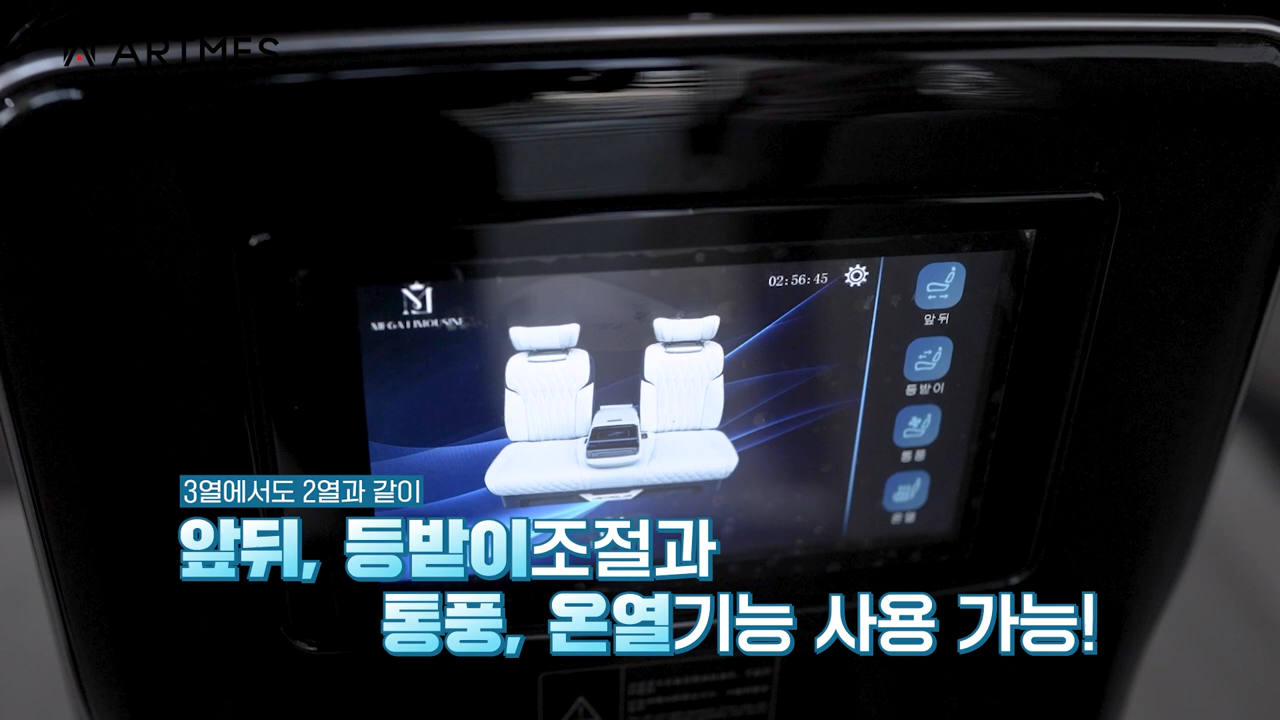 ARTMES
MEGA LIMOUSINE
02:56:45
앞뒤
등받이
통풍
온열
3열에서도 2열과 같이
앞뒤, 등받이조절과
통풍, 온열기능 사용 가능!